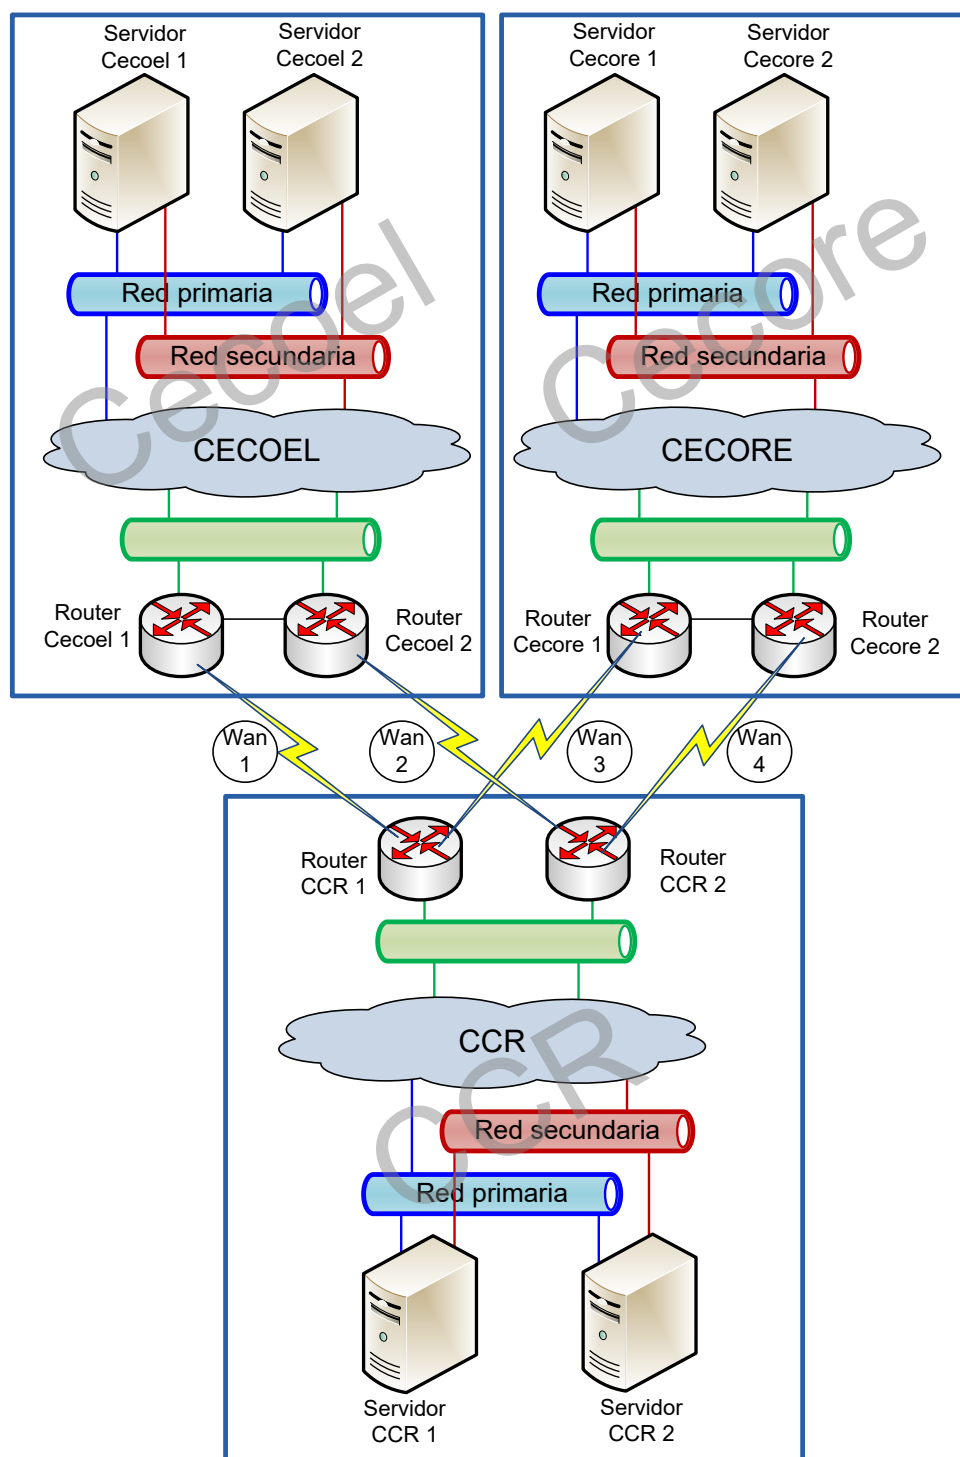 Servidor
Cecoel 1
Servidor
Cecoel 2
Servidor
Cecore 1
Servidor
Cecore 2
Red primaria
Red secundaria
Red primaria
Red secundaria
Cecoel
Cecore
CECOEL
CECORE
Router
Cecoel 1
Router
Cecoel 2
Router
Cecore 1
Router
Cecore 2
Wan
1
Wan
2
Wan
3
Wan
4
Router
CCR 1
Router
CCR 2
CCR
CCR
Red secundaria
Red primaria
Servidor
CCR 1
Servidor
CCR 2